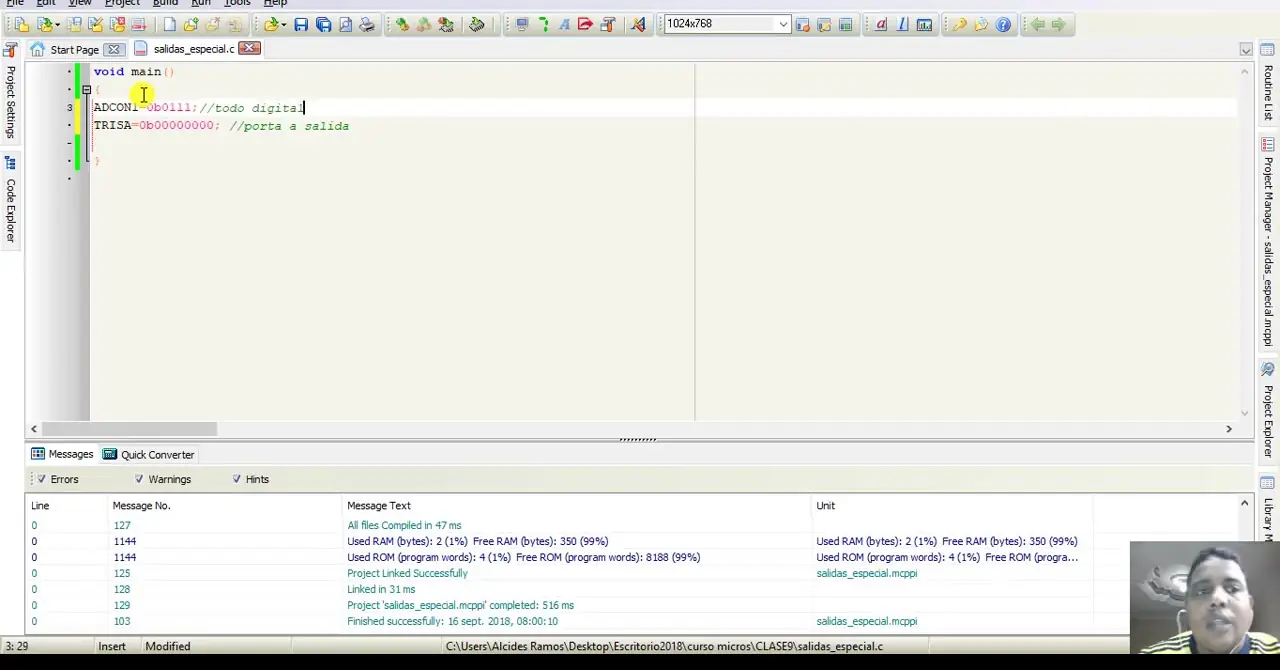 File Edit View Project Build Run Tools Help
1024x768
Start Page
salidas_especial.c
Project Settings
Code Explorer
void main()
{
3 ADCON1=0b0111;//todo digital
TRISA=0b00000000; //porta a salida
}
Routine List
Project Manager - salidas_especial.mcppi
Project Explorer
Messages Quick Converter
Errors Warnings Hints
Line Message No. Message Text Unit
0 127 All files Compiled in 47 ms
0 1144 Used RAM (bytes): 2 (1%) Free RAM (bytes): 350 (99%) Used RAM (bytes): 2 (1%) Free RAM (bytes): 350 (99%)
0 1144 Used ROM (program words): 4 (1%) Free ROM (program words): 8188 (99%) Used ROM (program words): 4 (1%) Free ROM (progra...
0 125 Project Linked Successfully salidas_especial.mcppi
0 128 Linked in 31 ms
0 129 Project 'salidas_especial.mcppi' completed: 516 ms
0 103 Finished successfully: 16 sept. 2018, 08:00:10 salidas_especial.mcppi
Library
3: 29 Insert Modified C:\Users\Alcides Ramos\Desktop\Escritorio2018\curso micros\CLASE9\salidas_especial.c